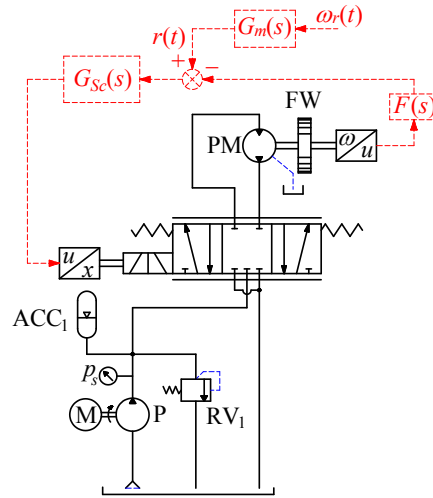 ω_r(t)
G_m(s)
r(t)
+
−
G_Sc(s)
F(s)
FW
PM
ω
u
u
x
ACC_1
p_s
M
P
RV_1